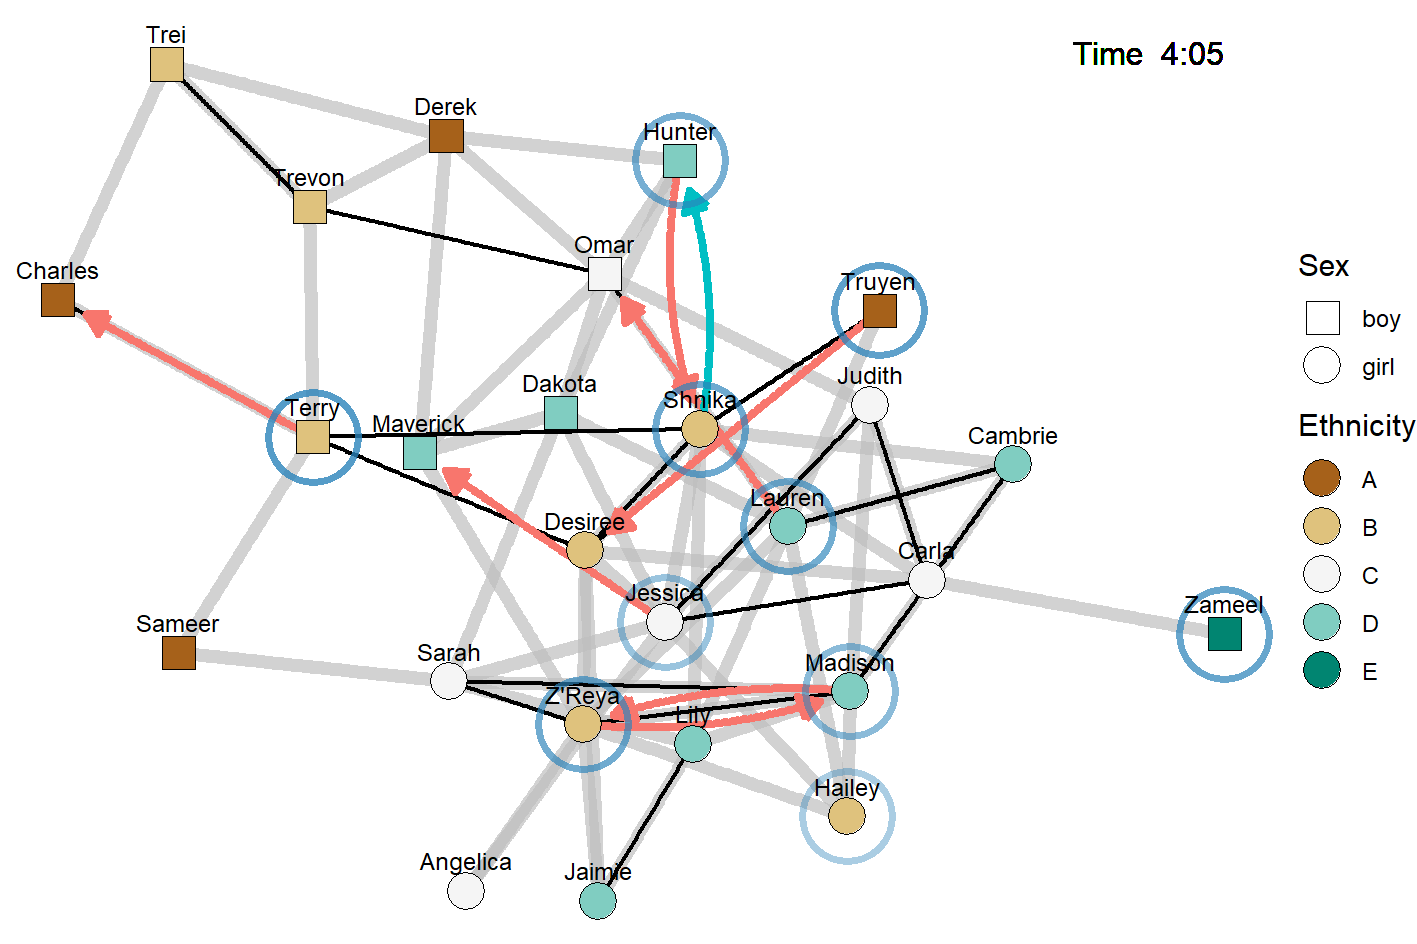 Trei
Time 4:05
Derek
Hunter
Trevon
Omar
Charles
Truyen
Sex
boy
girl
Judith
Dakota
Shnika
Terry
Maverick
Cambrie
Ethnicity
A
B
C
D
E
Lauren
Desiree
Carla
Jessica
Zameel
Sameer
Sarah
Madison
Z'Reya
Lily
Hailey
Angelica
Jaimie